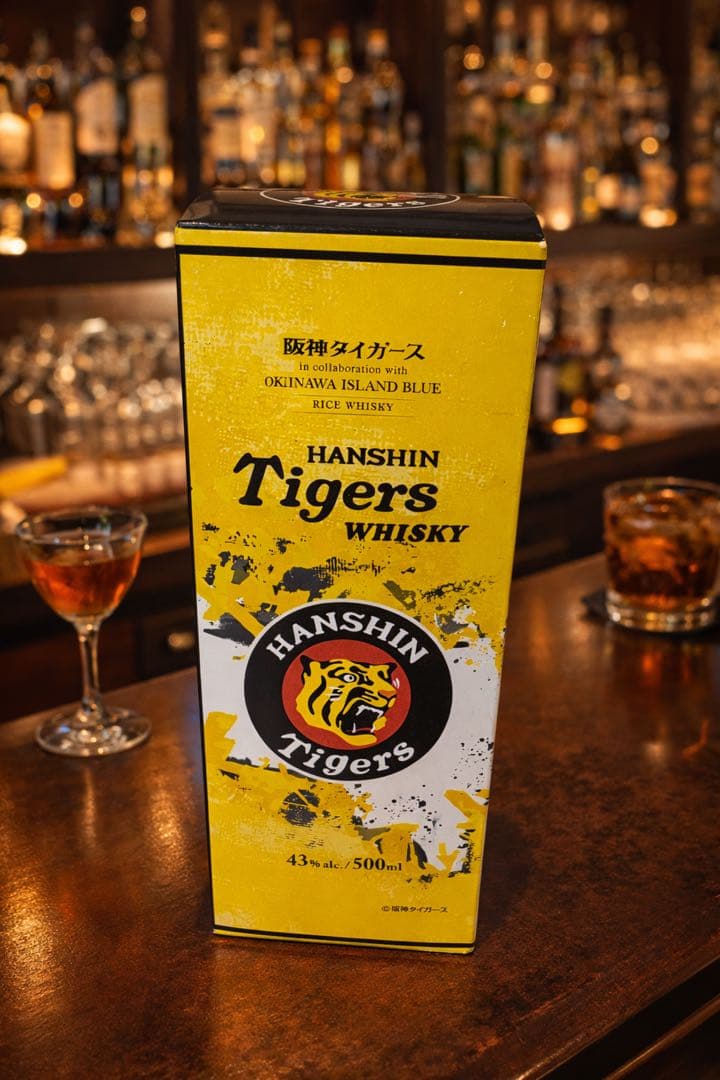 Tigers
阪神タイガース
in collaboration with
OKINAWA ISLAND BLUE
RICE WHISKY
HANSHIN
Tigers
WHISKY
HANSHIN
Tigers
43% alc./500ml
©阪神タイガース